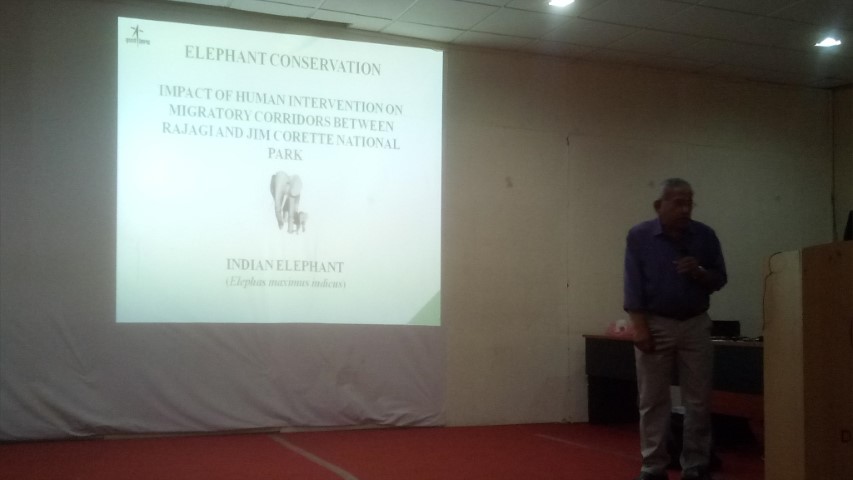 ELEPHANT CONSERVATION
IMPACT OF HUMAN INTERVENTION ON
MIGRATORY CORRIDORS BETWEEN
RAJAGI AND JIM CORETTE NATIONAL
PARK
INDIAN ELEPHANT
(Elephas maximus indicus)